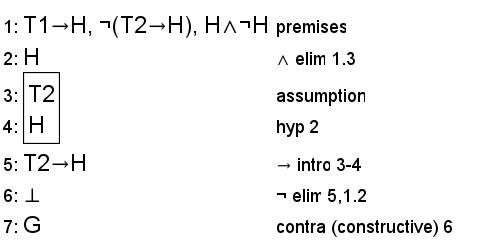 1: T1→H, ¬(T2→H), H∧¬H premises
2: H ∧ elim 1.3
3: T2 assumption
4: H hyp 2
5: T2→H → intro 3-4
6: ⊥ ¬ elim 5,1.2
7: G contra (constructive) 6